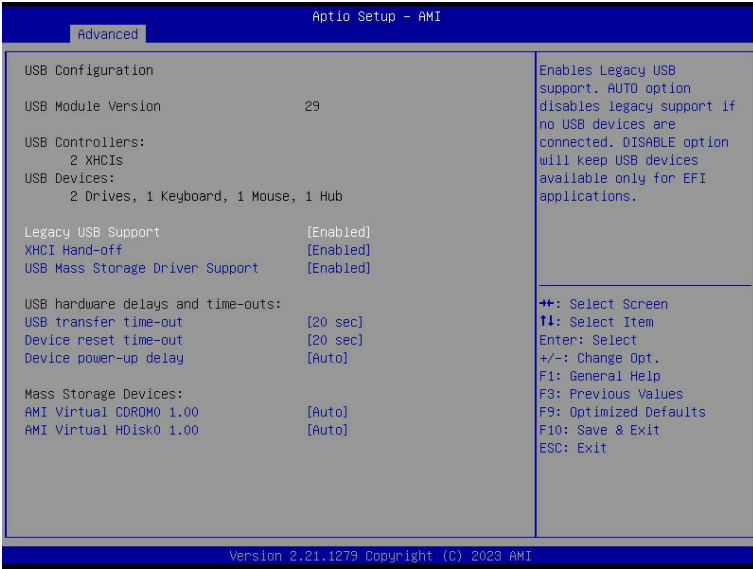 Aptio Setup – AMI
Advanced
USB Configuration
USB Module Version 29
USB Controllers:
2 XHCIs
USB Devices:
2 Drives, 1 Keyboard, 1 Mouse, 1 Hub
Legacy USB Support [Enabled]
XHCI Hand-off [Enabled]
USB Mass Storage Driver Support [Enabled]
USB hardware delays and time-outs:
USB transfer time-out [20 sec]
Device reset time-out [20 sec]
Device power-up delay [Auto]
Mass Storage Devices:
AMI Virtual CDROM0 1.00 [Auto]
AMI Virtual HDisk0 1.00 [Auto]
Enables Legacy USB
support. AUTO option
disables legacy support if
no USB devices are
connected. DISABLE option
will keep USB devices
available only for EFI
applications.
→←: Select Screen
↑↓: Select Item
Enter: Select
+/-: Change Opt.
F1: General Help
F3: Previous Values
F9: Optimized Defaults
F10: Save & Exit
ESC: Exit
Version 2.21.1279 Copyright (C) 2023 AMI